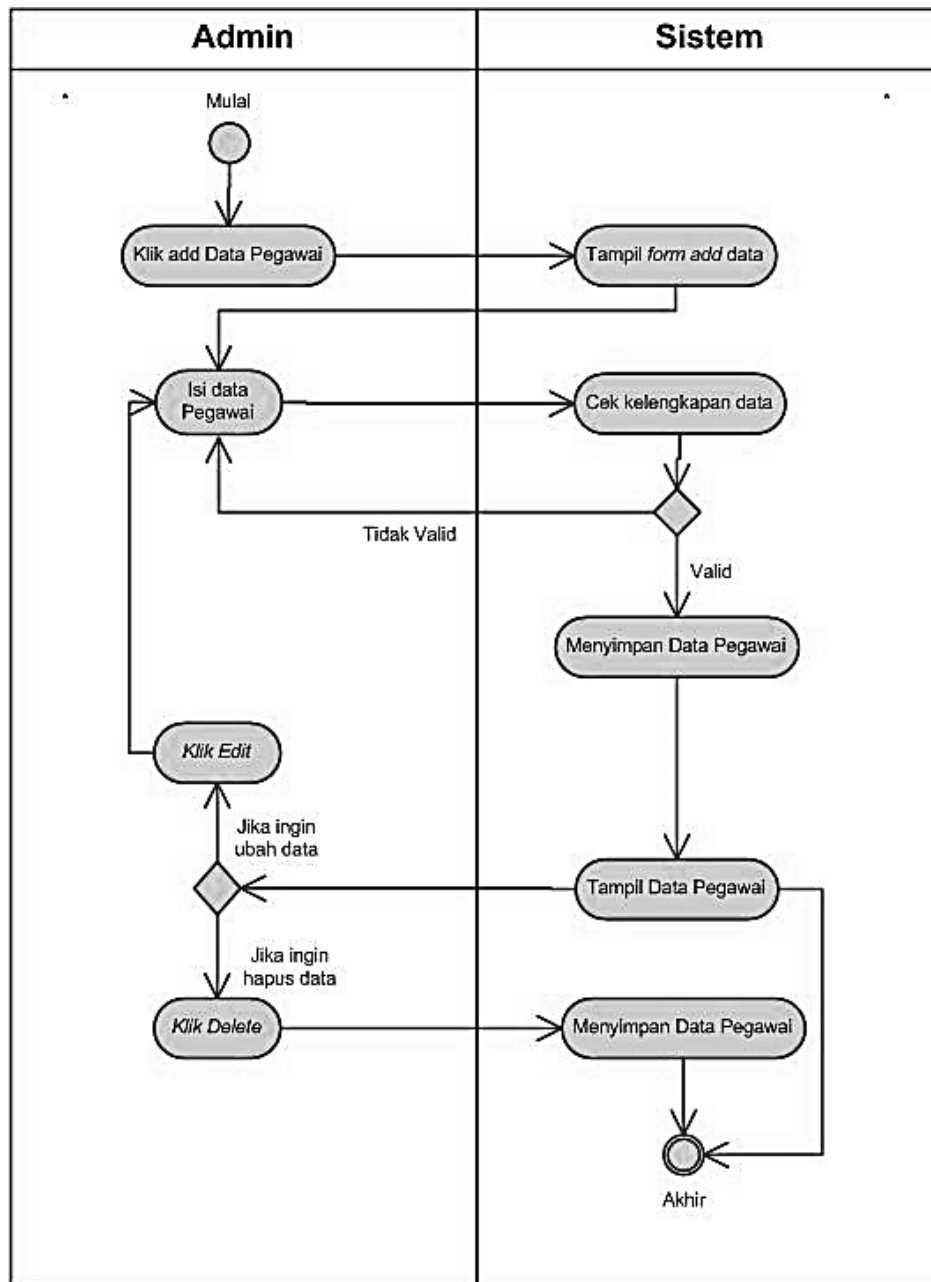 Admin
Sistem
Mulai
Klik add Data Pegawai
Tampil form add data
Isi data
Pegawai
Cek kelengkapan data
Tidak Valid
Valid
Menyimpan Data Pegawai
Klik Edit
Jika ingin
ubah data
Tampil Data Pegawai
Jika ingin
hapus data
Klik Delete
Menyimpan Data Pegawai
Akhir